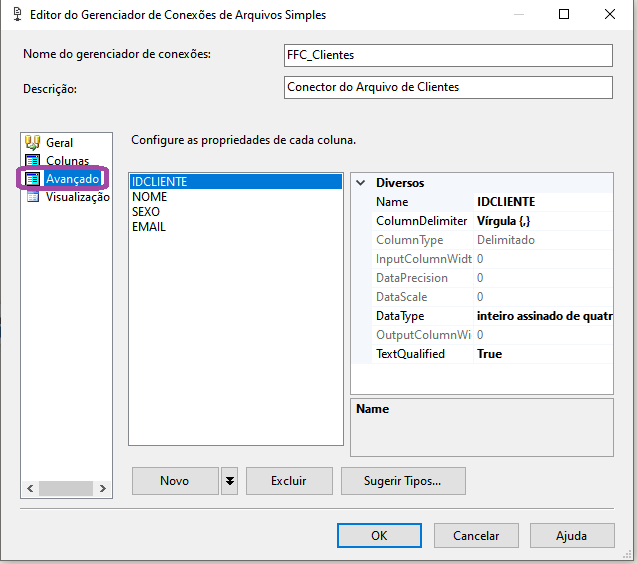 Editor do Gerenciador de Conexões de Arquivos Simples
Nome do gerenciador de conexões:
FFC_Clientes
Descrição:
Conector do Arquivo de Clientes
Geral
Colunas
Avançado
Visualização
Configure as propriedades de cada coluna.
IDCLIENTE
NOME
SEXO
EMAIL
Diversos
Name IDCLIENTE
ColumnDelimiter Vírgula {,}
ColumnType Delimitado
InputColumnWidt 0
DataPrecision 0
DataScale 0
DataType inteiro assinado de quatr
OutputColumnWi 0
TextQualified True
Name
Novo
Excluir
Sugerir Tipos...
OK
Cancelar
Ajuda